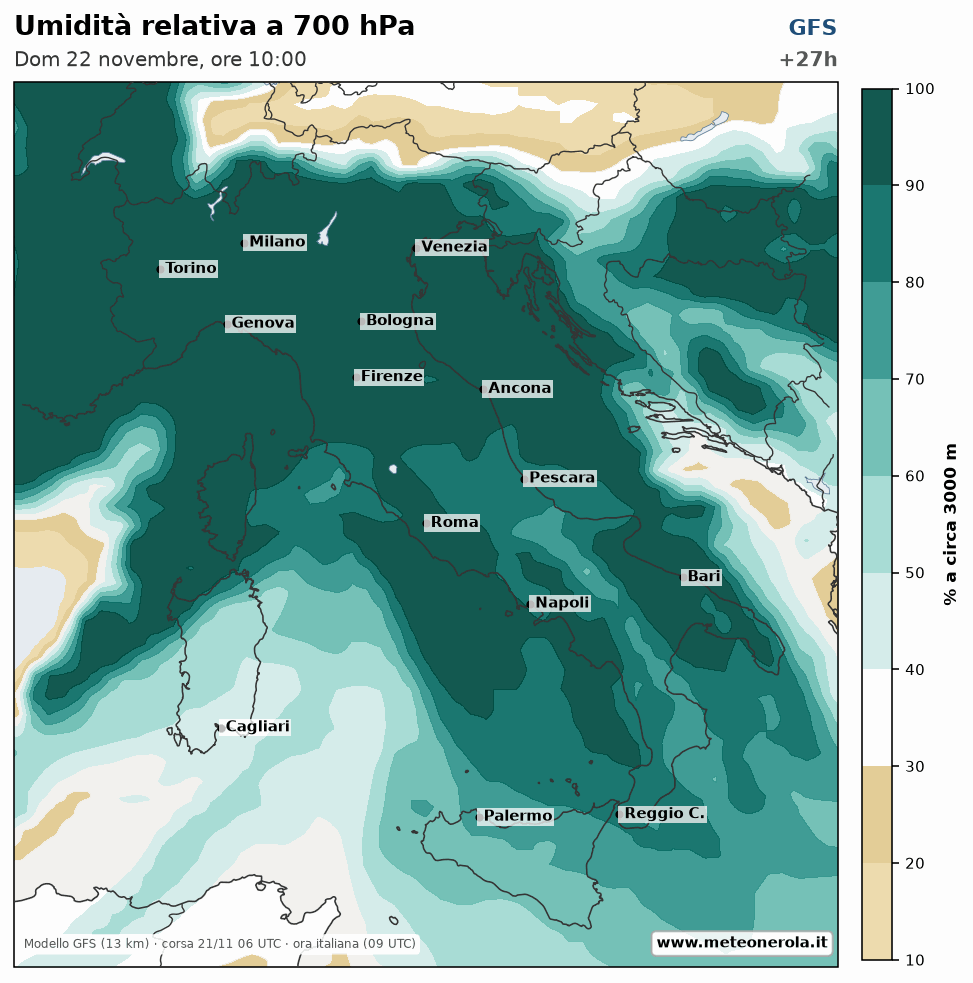 Umidità relativa a 700 hPa
GFS
Dom 22 novembre, ore 10:00
+27h
100
90
80
70
60
50
40
30
20
10
% a circa 3000 m
Milano
Venezia
Torino
Genova
Bologna
Firenze
Ancona
Pescara
Roma
Bari
Napoli
Cagliari
Palermo
Reggio C.
Modello GFS (13 km) · corsa 21/11 06 UTC · ora italiana (09 UTC)
www.meteonerola.it